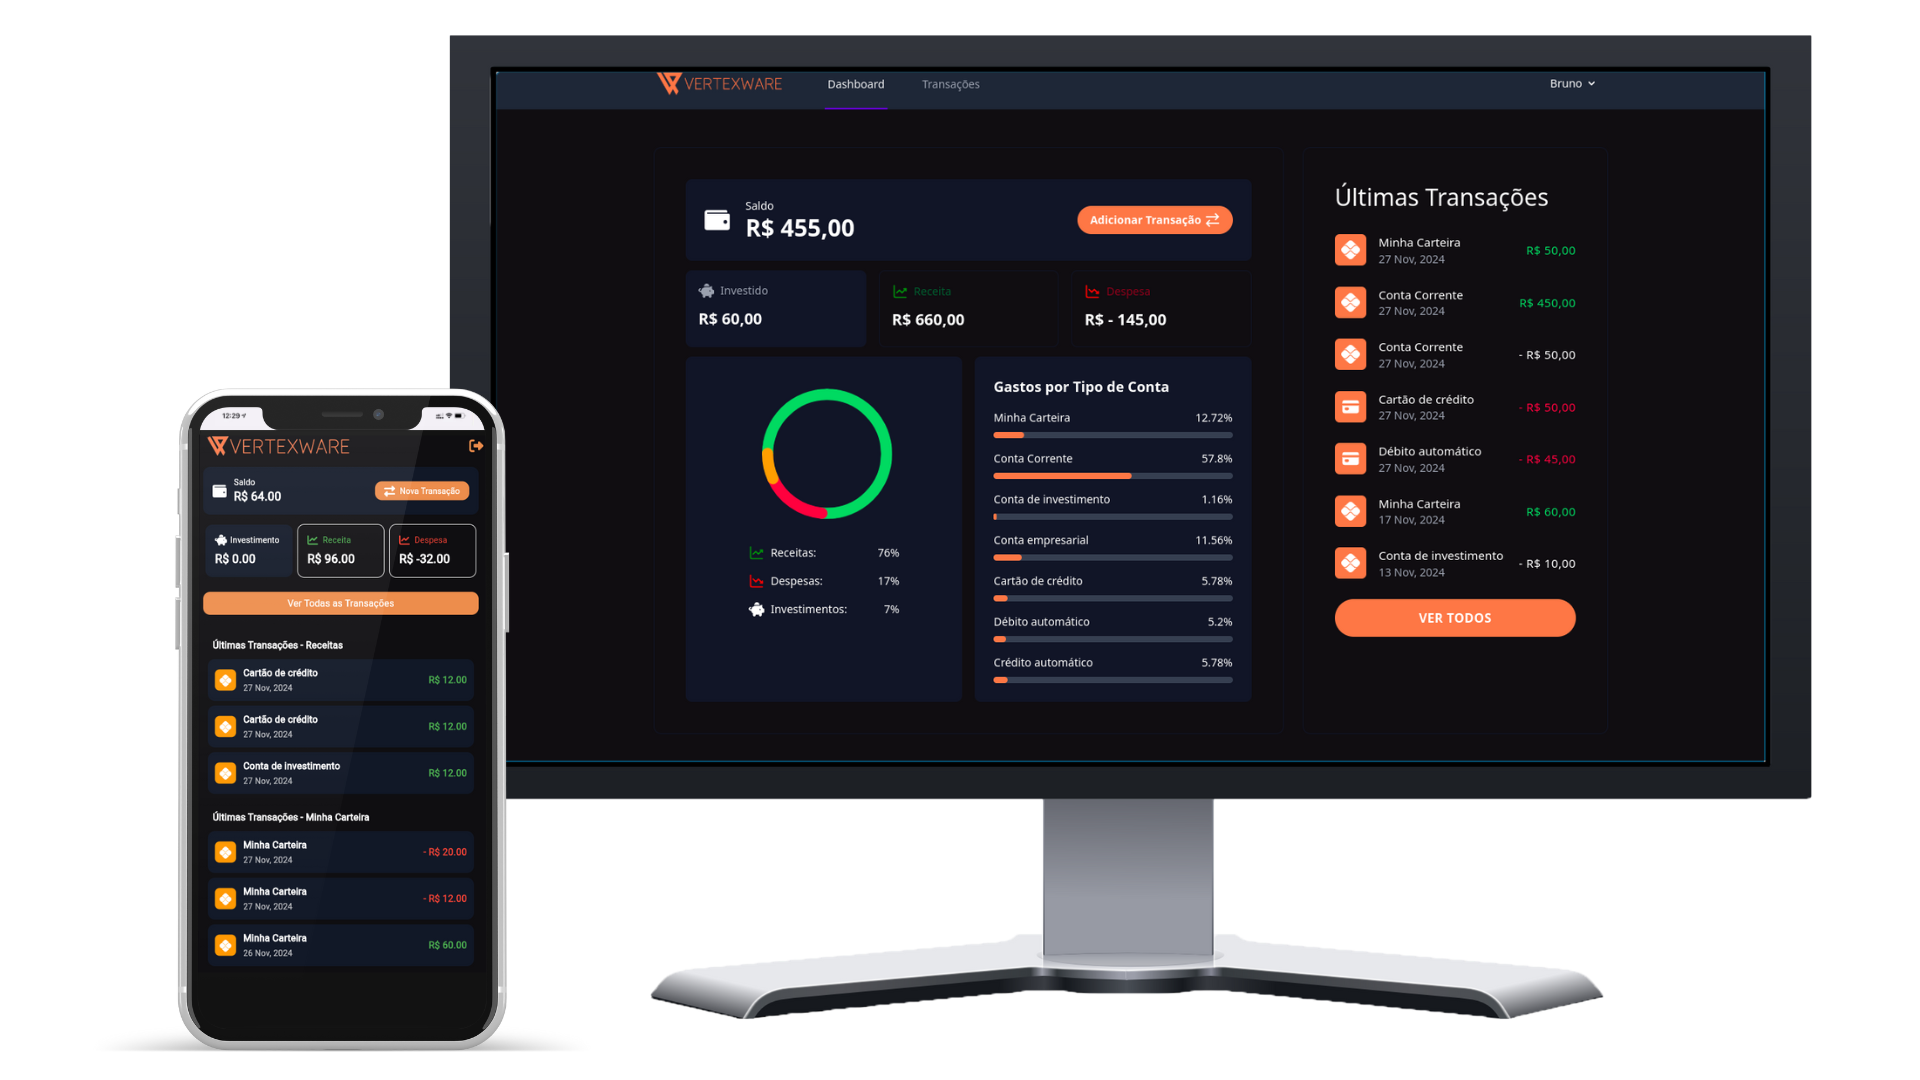 VERTEXWARE
Dashboard
Transações
Bruno
Saldo
R$ 455,00
Adicionar Transação
Investido
R$ 60,00
Receita
R$ 660,00
Despesa
R$ - 145,00
Receitas: 76%
Despesas: 17%
Investimentos: 7%
Gastos por Tipo de Conta
Minha Carteira 12.72%
Conta Corrente 57.8%
Conta de investimento 1.16%
Conta empresarial 11.56%
Cartão de crédito 5.78%
Débito automático 5.2%
Crédito automático 5.78%
Últimas Transações
Minha Carteira
27 Nov, 2024
R$ 50,00
Conta Corrente
27 Nov, 2024
R$ 450,00
Conta Corrente
27 Nov, 2024
- R$ 50,00
Cartão de crédito
27 Nov, 2024
- R$ 50,00
Débito automático
27 Nov, 2024
- R$ 45,00
Minha Carteira
17 Nov, 2024
R$ 60,00
Conta de investimento
13 Nov, 2024
- R$ 10,00
VER TODOS
12:29
VERTEXWARE
Saldo
R$ 64.00
Nova Transação
Investimento
R$ 0.00
Receita
R$ 96.00
Despesa
R$ -32.00
Ver Todas as Transações
Últimas Transações - Receitas
Cartão de crédito
27 Nov, 2024
R$ 12.00
Cartão de crédito
27 Nov, 2024
R$ 12.00
Conta de investimento
27 Nov, 2024
R$ 12.00
Últimas Transações - Minha Carteira
Minha Carteira
27 Nov, 2024
- R$ 20.00
Minha Carteira
27 Nov, 2024
- R$ 12.00
Minha Carteira
26 Nov, 2024
R$ 60.00